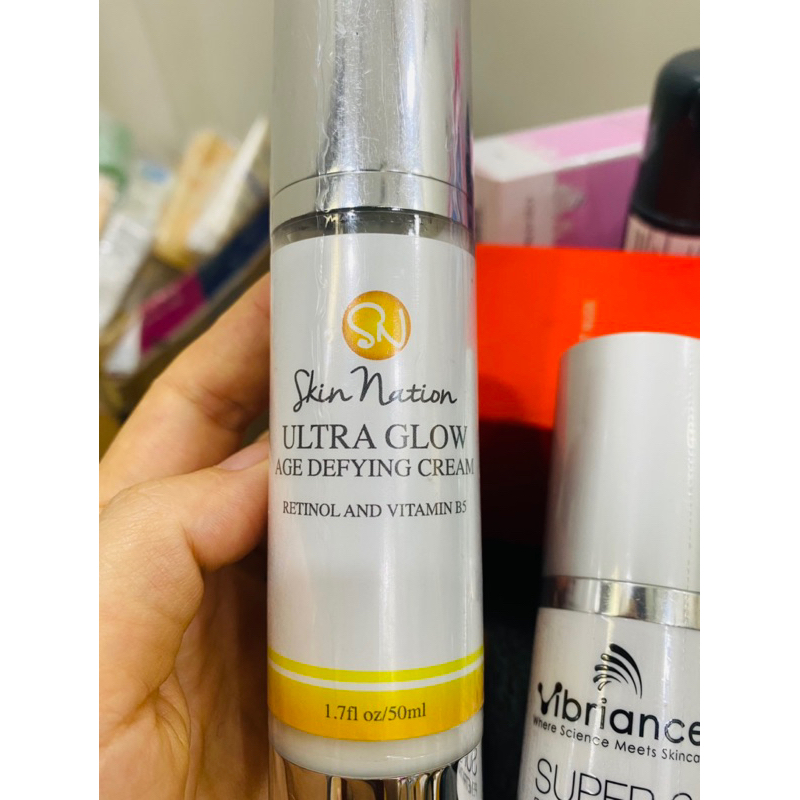 SN
Skin Nation
ULTRA GLOW
AGE DEFYING CREAM
RETINOL AND VITAMIN B5
1.7fl oz/50ml
Vibriance
Where Science Meets Skinca
SUPER